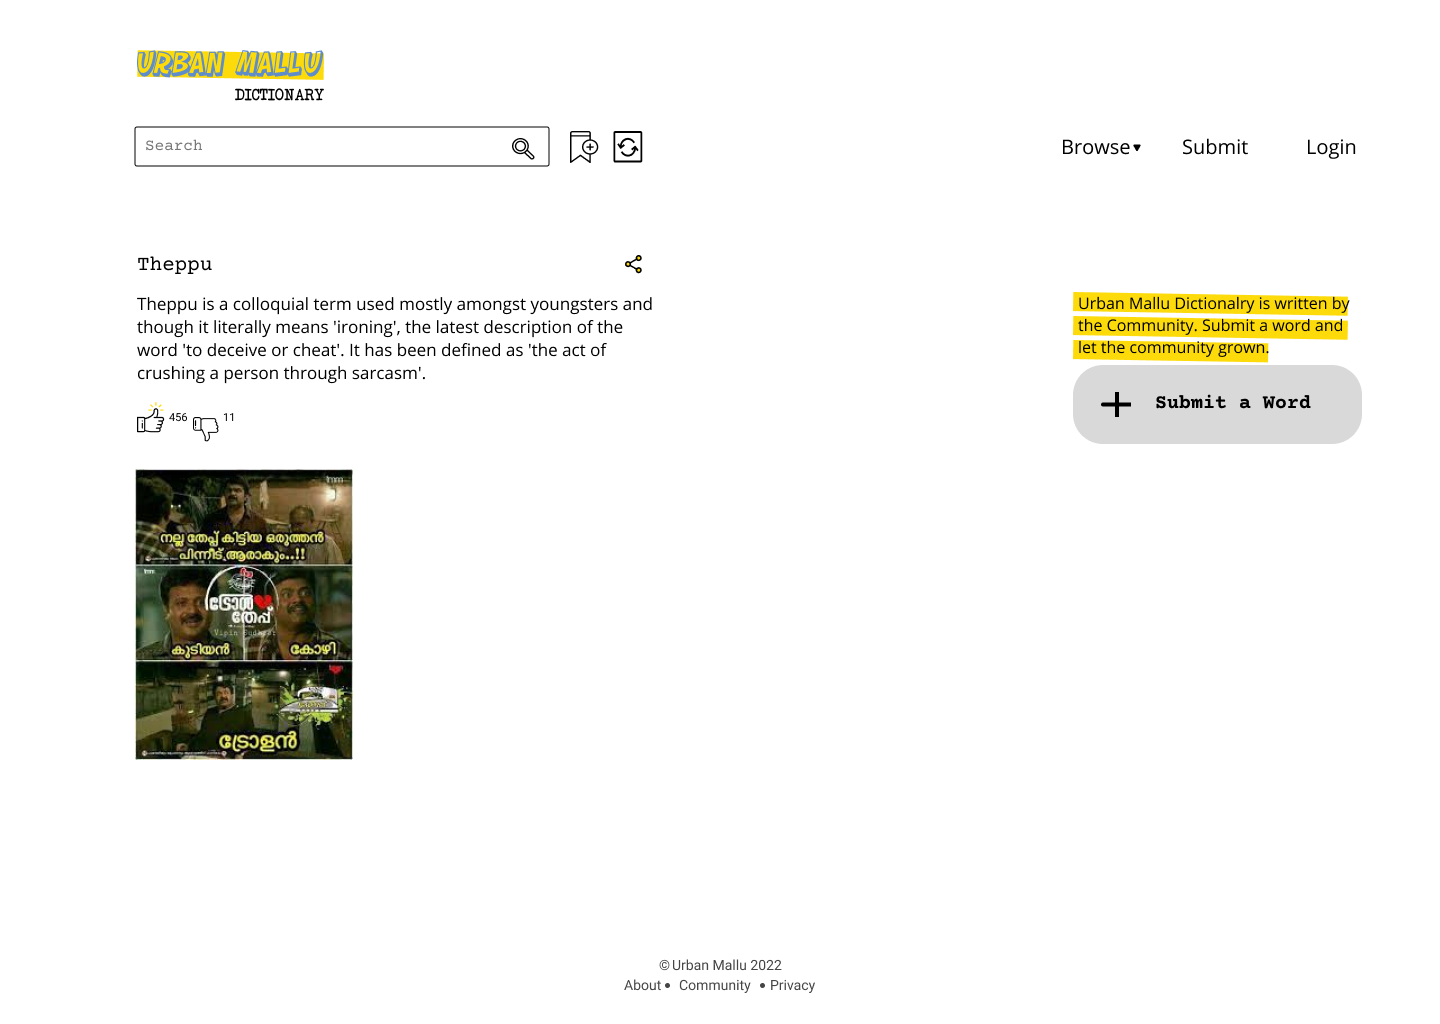 URBAN MALLU
DICTIONARY
Search
Browse▾
Submit
Login
Theppu
Theppu is a colloquial term used mostly amongst youngsters and
though it literally means 'ironing', the latest description of the
word 'to deceive or cheat'. It has been defined as 'the act of
crushing a person through sarcasm'.
456
11
Urban Mallu Dictionalry is written by
the Community. Submit a word and
let the community grown.
Submit a Word
നല്ല തേപ്പ് കിട്ടിയ ഒരുത്തൻ
പിന്നീട് ആരാകും..!!
ട്രോൾ
തേപ്പ്
Vipin Sudhakar
കുടിയൻ
കോഴി
ട്രോളൻ
© Urban Mallu 2022
About • Community • Privacy